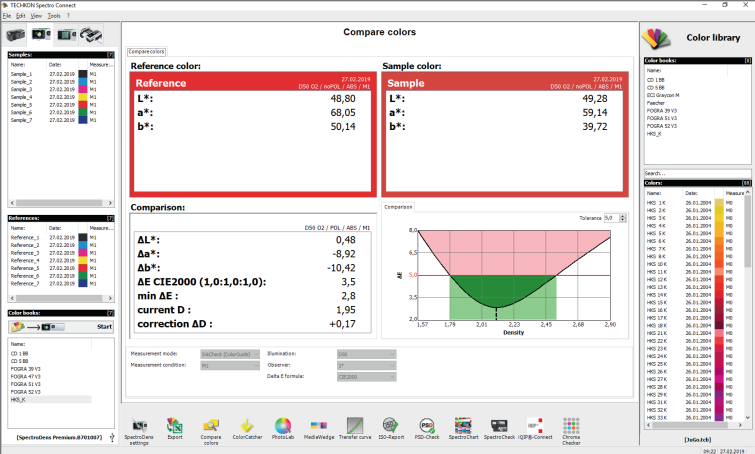 TECHKON Spectro Connect
File Edit View Tools ?
Samples: [7]
Name: Date: Measure...
Sample_1 27.02.2019 M1
Sample_2 27.02.2019 M1
Sample_3 27.02.2019 M1
Sample_4 27.02.2019 M1
Sample_5 27.02.2019 M1
Sample_6 27.02.2019 M1
Sample_7 27.02.2019 M1
References: [7]
Name: Date: Measure...
Reference_1 27.02.2019 M1
Reference_2 27.02.2019 M1
Reference_3 27.02.2019 M1
Reference_4 27.02.2019 M1
Reference_5 27.02.2019 M1
Reference_6 27.02.2019 M1
Reference_7 27.02.2019 M1
Color books: [7]
Start
Name:
CD 1 BB
CD 5 BB
FOGRA 39 V3
FOGRA 47 V3
FOGRA 51 V3
FOGRA 52 V3
HKS_K
[SpectroDens Premium.B701087]
Compare colors
Compare colors
Reference color:
Reference
27.02.2019
D50 O2 / noPOL / ABS / M1
L*: 48,80
a*: 68,05
b*: 50,14
Sample color:
Sample
27.02.2019
D50 O2 / noPOL / ABS / M1
L*: 49,28
a*: 59,14
b*: 39,72
Comparison:
D50 O2 / POL / ABS / M1
ΔL*: 0,48
Δa*: -8,92
Δb*: -10,42
ΔE CIE2000 (1,0:1,0:1,0): 3,5
min ΔE : 2,8
current D : 1,95
correction ΔD : +0,17
Comparison
Tolerance 5,0
8,0
6,5
5,0
3,5
2,0
ΔE
1,57 1,79 2,01 2,23 2,45 2,68 2,90
Density
Measurement mode: InkCheck (ColorGuide)
Measurement condition: M1
Illumination: D50
Observer: 2°
Delta E formula: CIE2000
SpectroDens settings
Export
Compare colors
ColorCatcher
PhotoLab
MediaWedge
Transfer curve
ISO-Report
PSD-Check
SpectroChart
SpectroCheck
IQIP®-Connect
Chroma Checker
Color library
Color books: [8]
Name:
CD 1 BB
CD 5 BB
ECI Graycon M
Faecher
FOGRA 39 V3
FOGRA 51 V3
FOGRA 52 V3
HKS_K
Search...
Colors: [88]
Name: Date: Measure
HKS 1 K 26.01.2004 M0
HKS 2 K 26.01.2004 M0
HKS 3 K 26.01.2004 M0
HKS 4 K 26.01.2004 M0
HKS 5 K 26.01.2004 M0
HKS 6 K 26.01.2004 M0
HKS 7 K 26.01.2004 M0
HKS 8 K 26.01.2004 M0
HKS 10 K 26.01.2004 M0
HKS 11 K 26.01.2004 M0
HKS 12 K 26.01.2004 M0
HKS 13 K 26.01.2004 M0
HKS 14 K 26.01.2004 M0
HKS 15 K 26.01.2004 M0
HKS 16 K 26.01.2004 M0
HKS 17 K 26.01.2004 M0
HKS 18 K 26.01.2004 M0
HKS 21 K 26.01.2004 M0
HKS 22 K 26.01.2004 M0
HKS 23 K 26.01.2004 M0
HKS 24 K 26.01.2004 M0
HKS 25 K 26.01.2004 M0
HKS 26 K 26.01.2004 M0
HKS 27 K 26.01.2004 M0
HKS 28 K 26.01.2004 M0
HKS 29 K 26.01.2004 M0
HKS 31 K 26.01.2004 M0
HKS 32 K 26.01.2004 M0
HKS 33 K 26.01.2004 M0
[JoGo.tcb]
09:22 27.02.2019